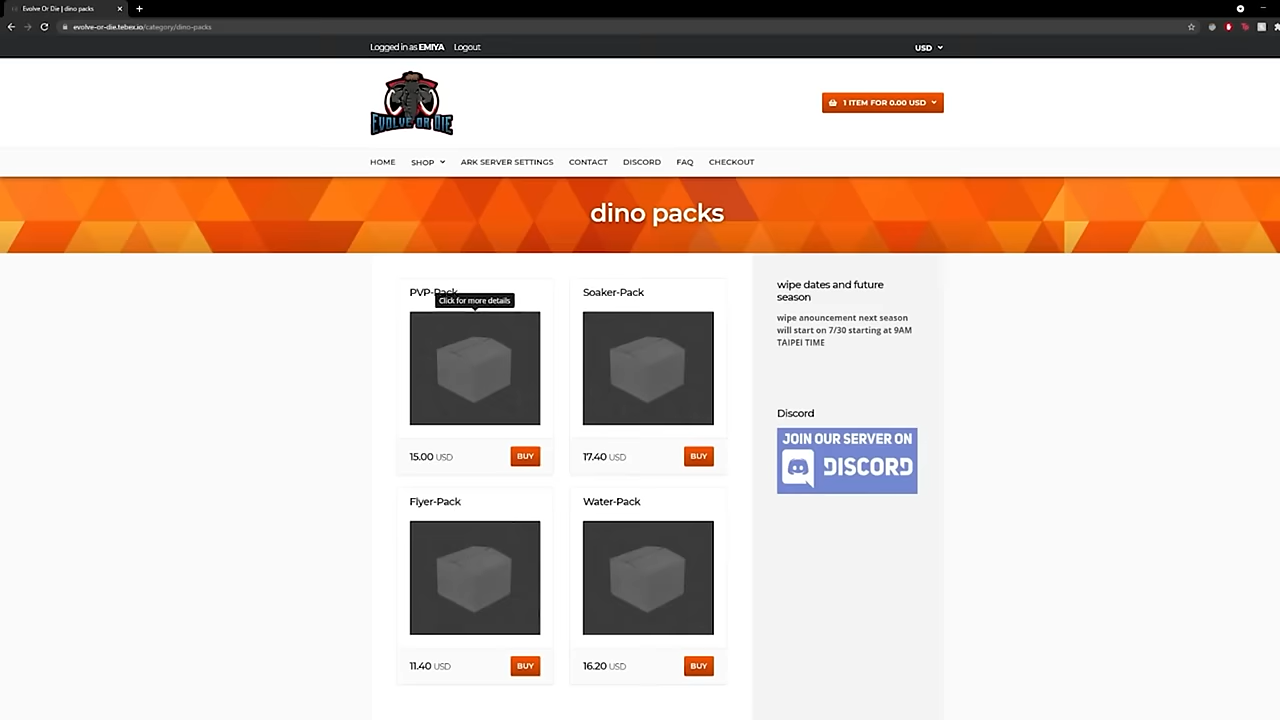 Evolve Or Die | dino packs
evolve-or-die.tebex.io/category/dino-packs
Logged in as EMIYA Logout
USD
EVOLVE OR DIE
1 ITEM FOR 0.00 USD
HOME SHOP ARK SERVER SETTINGS CONTACT DISCORD FAQ CHECKOUT
dino packs
PVP-Pack
Click for more details
15.00 USD BUY
Soaker-Pack
17.40 USD BUY
Flyer-Pack
11.40 USD BUY
Water-Pack
16.20 USD BUY
wipe dates and future
season
wipe anouncement next season
will start on 7/30 starting at 9AM
TAIPEI TIME
Discord
JOIN OUR SERVER ON
DISCORD